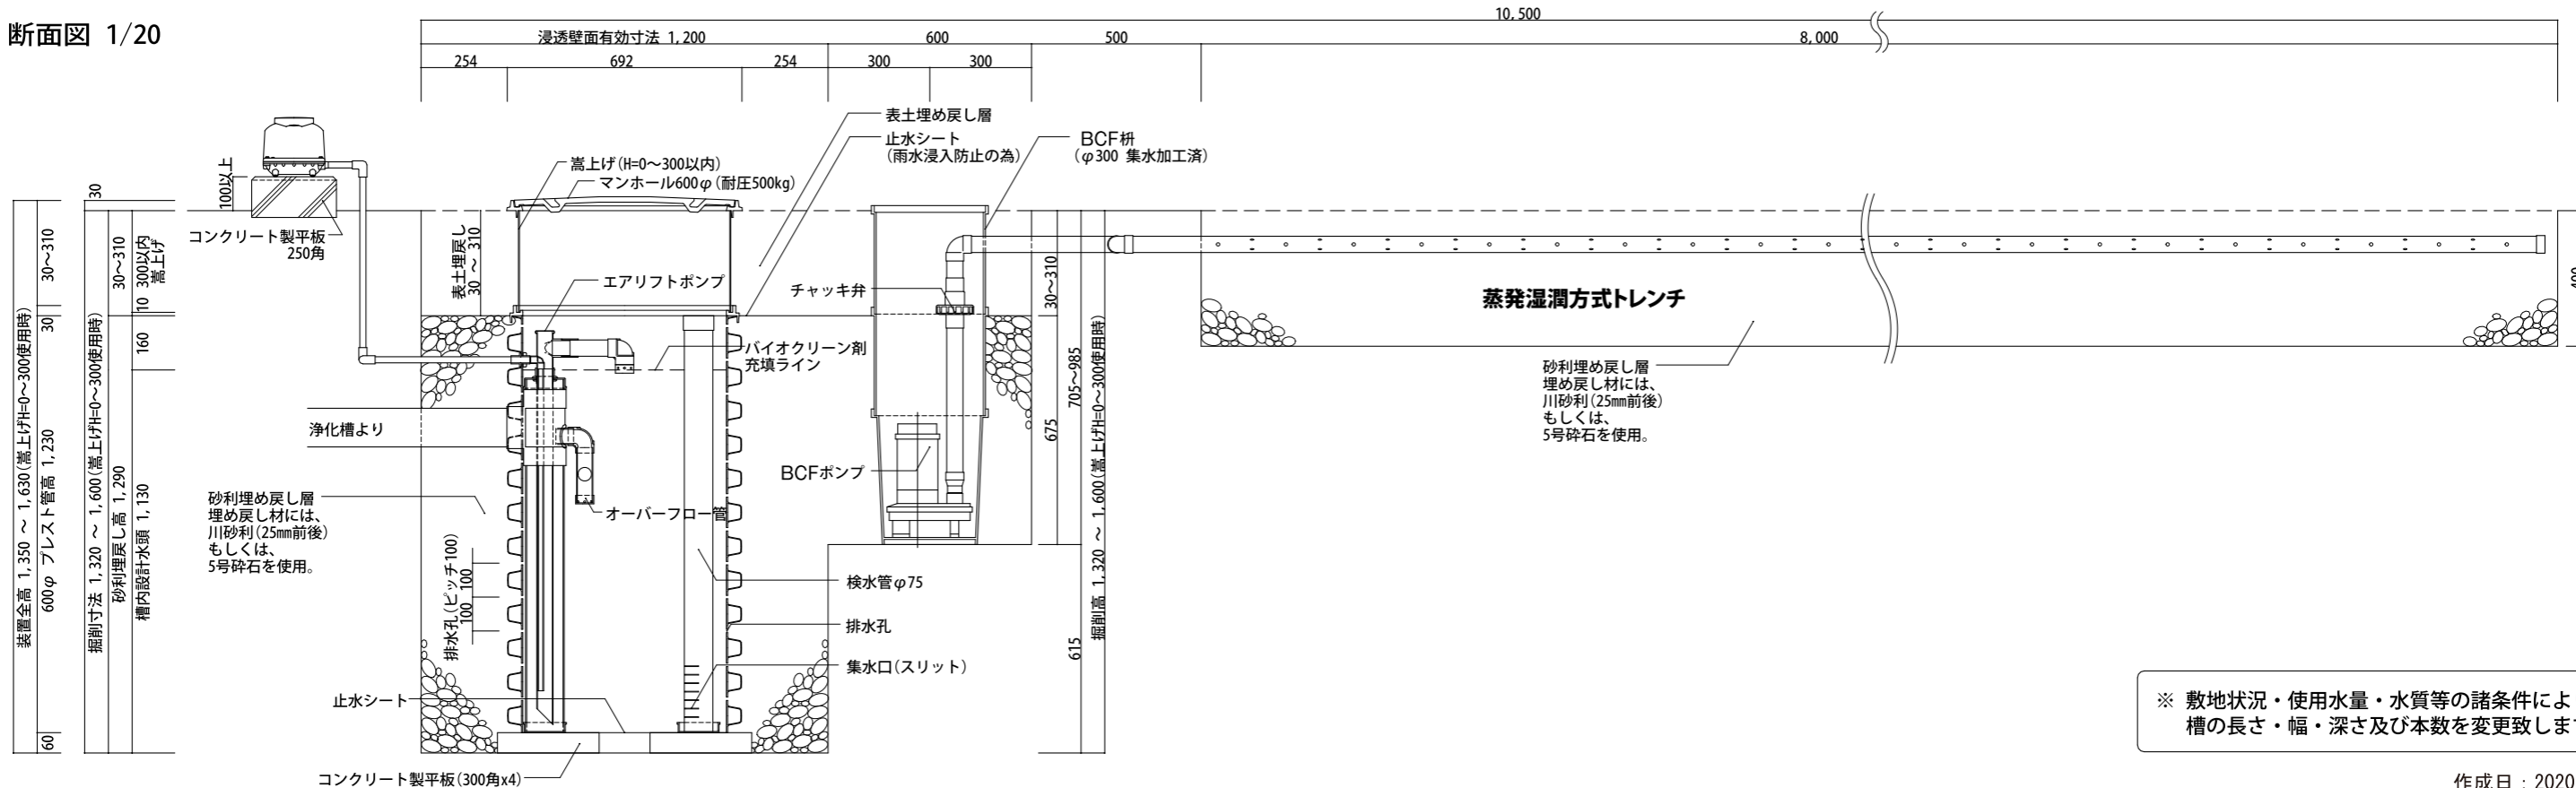 断面図 1/20
10,500
浸透壁面有効寸法 1,200
600
500
8,000
254
692
254
300
300
表土埋め戻し層
止水シート
(雨水浸入防止の為)
BCF枡
(φ300 集水加工済)
嵩上げ(H=0～300以内)
マンホール600φ(耐圧500kg)
100以上
30
コンクリート製平板
250角
30～310
30～310
300以内
嵩上げ
10
30
160
表土埋戻し
30～310
エアリフトポンプ
チャッキ弁
30～310
蒸発湿潤方式トレンチ
バイオクリーン剤
充填ライン
浄化槽より
砂利埋め戻し層
埋め戻し材には、
川砂利(25㎜前後)
もしくは、
5号砕石を使用。
装置全高 1,350 ～ 1,630(嵩上げH=0～300使用時)
600φ プレスト管高 1,230
掘削寸法 1,320 ～ 1,600(嵩上げH=0～300使用時)
砂利埋戻し高 1,290
槽内設計水頭 1,130
60
砂利埋め戻し層
埋め戻し材には、
川砂利(25㎜前後)
もしくは、
5号砕石を使用。
BCFポンプ
オーバーフロー管
675
705～985
掘削高 1,320 ～ 1,600(嵩上げH=0～300使用時)
615
排水孔(ピッチ100)
100 100
検水管φ75
排水孔
集水口(スリット)
止水シート
コンクリート製平板(300角x4)
※ 敷地状況・使用水量・水質等の諸条件によ
槽の長さ・幅・深さ及び本数を変更致しま
作成日：2020